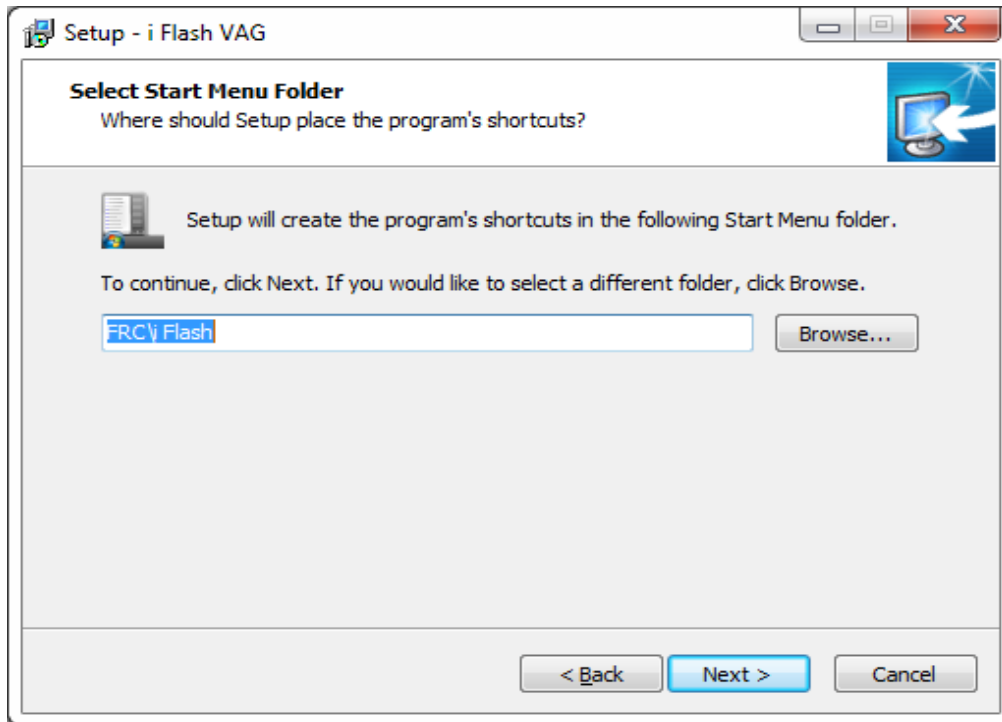 Setup - i Flash VAG
Select Start Menu Folder
Where should Setup place the program's shortcuts?
Setup will create the program's shortcuts in the following Start Menu folder.
To continue, click Next. If you would like to select a different folder, click Browse.
FRC\i Flash
Browse...
< Back
Next >
Cancel